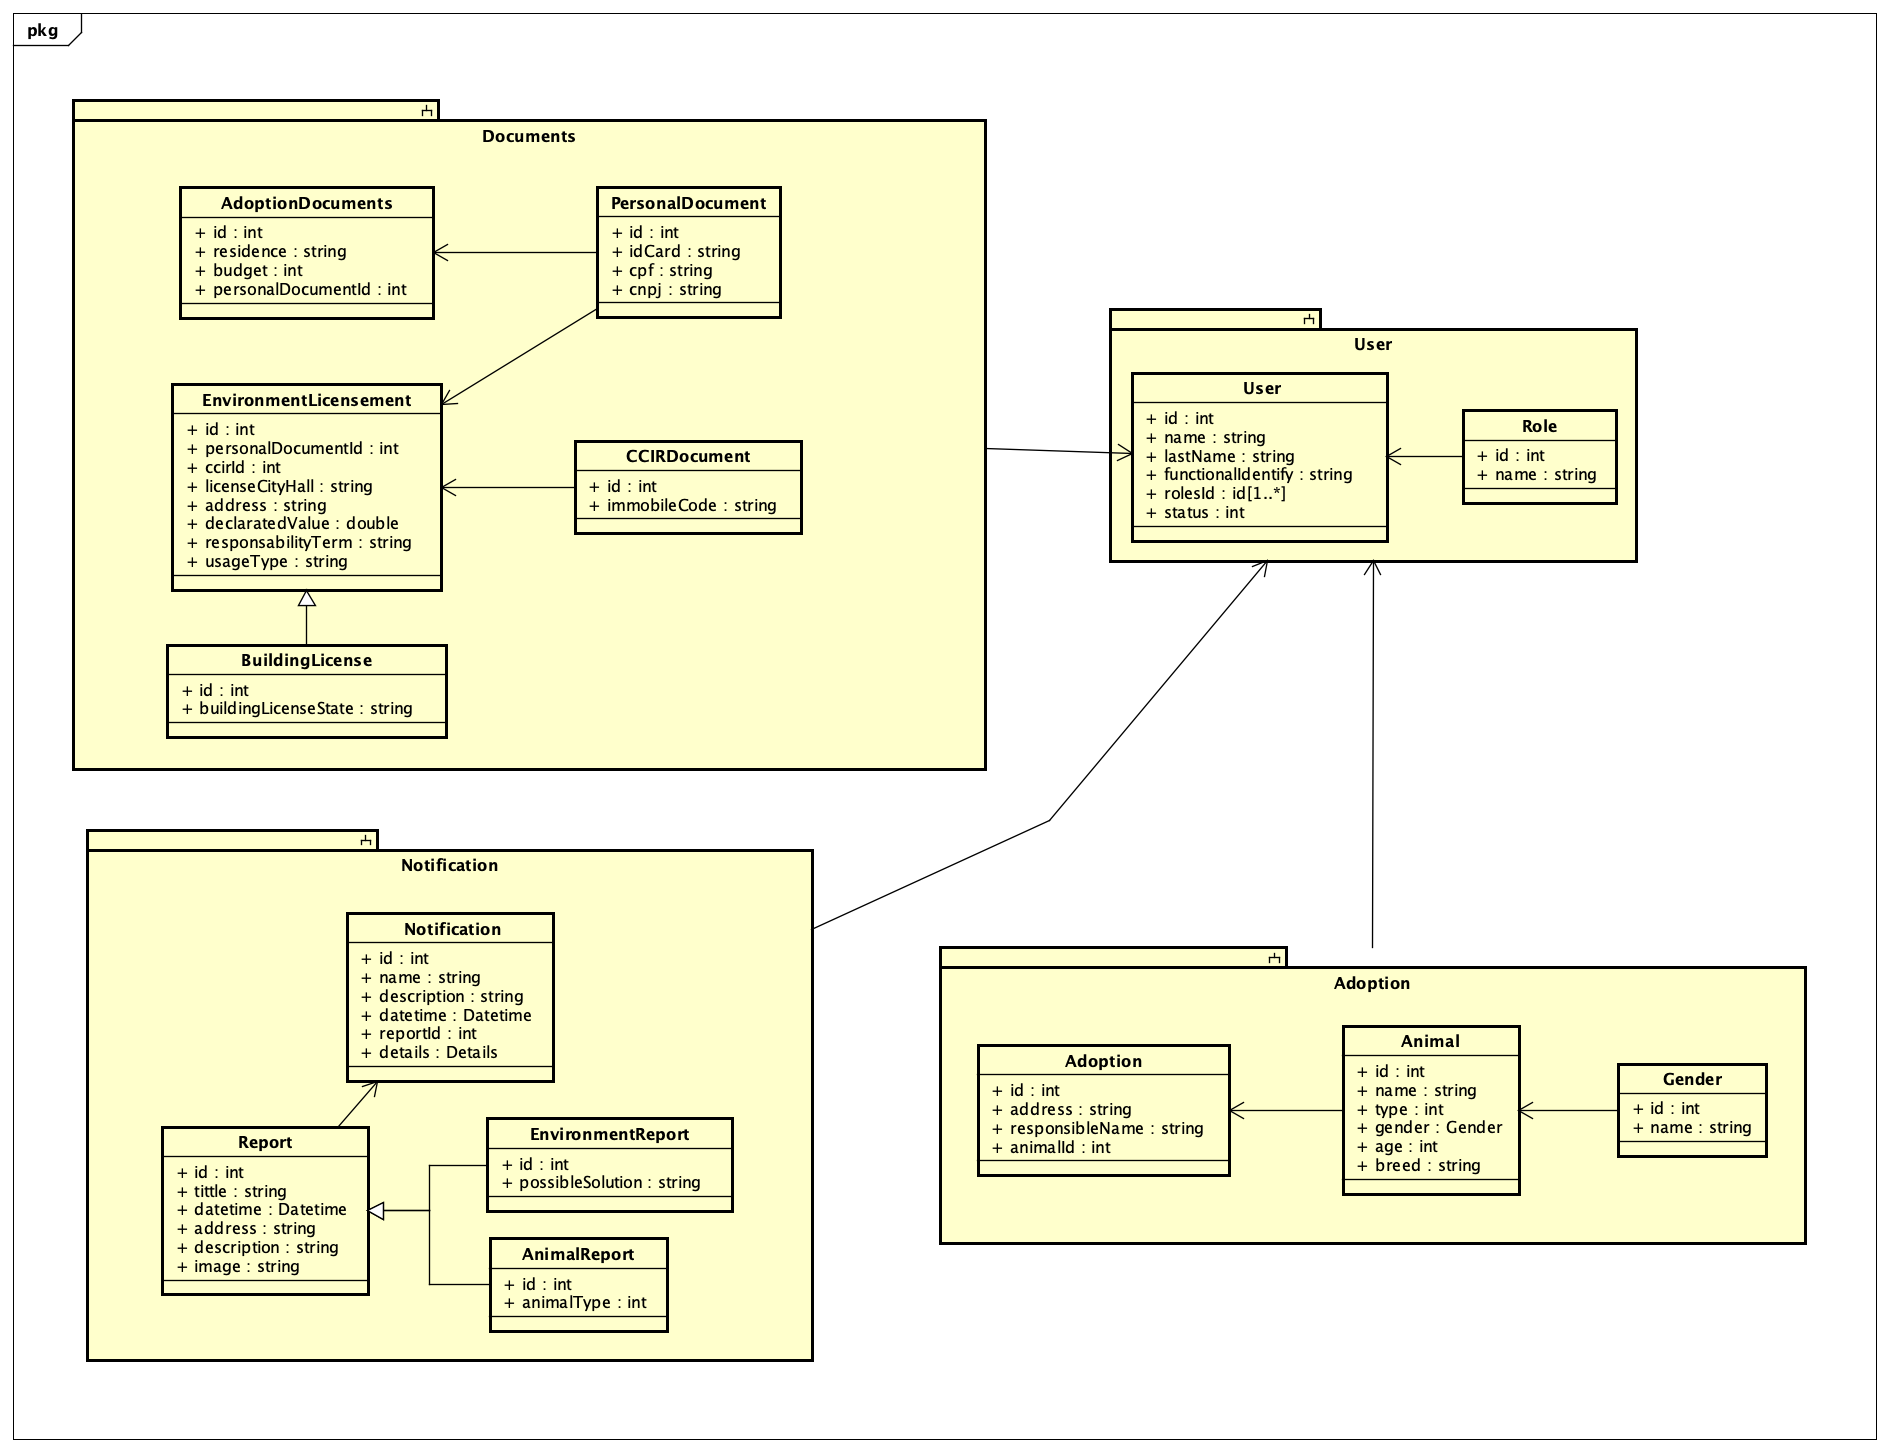 pkg
Documents
AdoptionDocuments
+ id : int
+ residence : string
+ budget : int
+ personalDocumentId : int
PersonalDocument
+ id : int
+ idCard : string
+ cpf : string
+ cnpj : string
EnvironmentLicensement
+ id : int
+ personalDocumentId : int
+ ccirId : int
+ licenseCityHall : string
+ address : string
+ declaratedValue : double
+ responsabilityTerm : string
+ usageType : string
CCIRDocument
+ id : int
+ immobileCode : string
BuildingLicense
+ id : int
+ buildingLicenseState : string
User
User
+ id : int
+ name : string
+ lastName : string
+ functionalIdentify : string
+ rolesId : id[1..*]
+ status : int
Role
+ id : int
+ name : string
Notification
Notification
+ id : int
+ name : string
+ description : string
+ datetime : Datetime
+ reportId : int
+ details : Details
Report
+ id : int
+ tittle : string
+ datetime : Datetime
+ address : string
+ description : string
+ image : string
EnvironmentReport
+ id : int
+ possibleSolution : string
AnimalReport
+ id : int
+ animalType : int
Adoption
Adoption
+ id : int
+ address : string
+ responsibleName : string
+ animalId : int
Animal
+ id : int
+ name : string
+ type : int
+ gender : Gender
+ age : int
+ breed : string
Gender
+ id : int
+ name : string